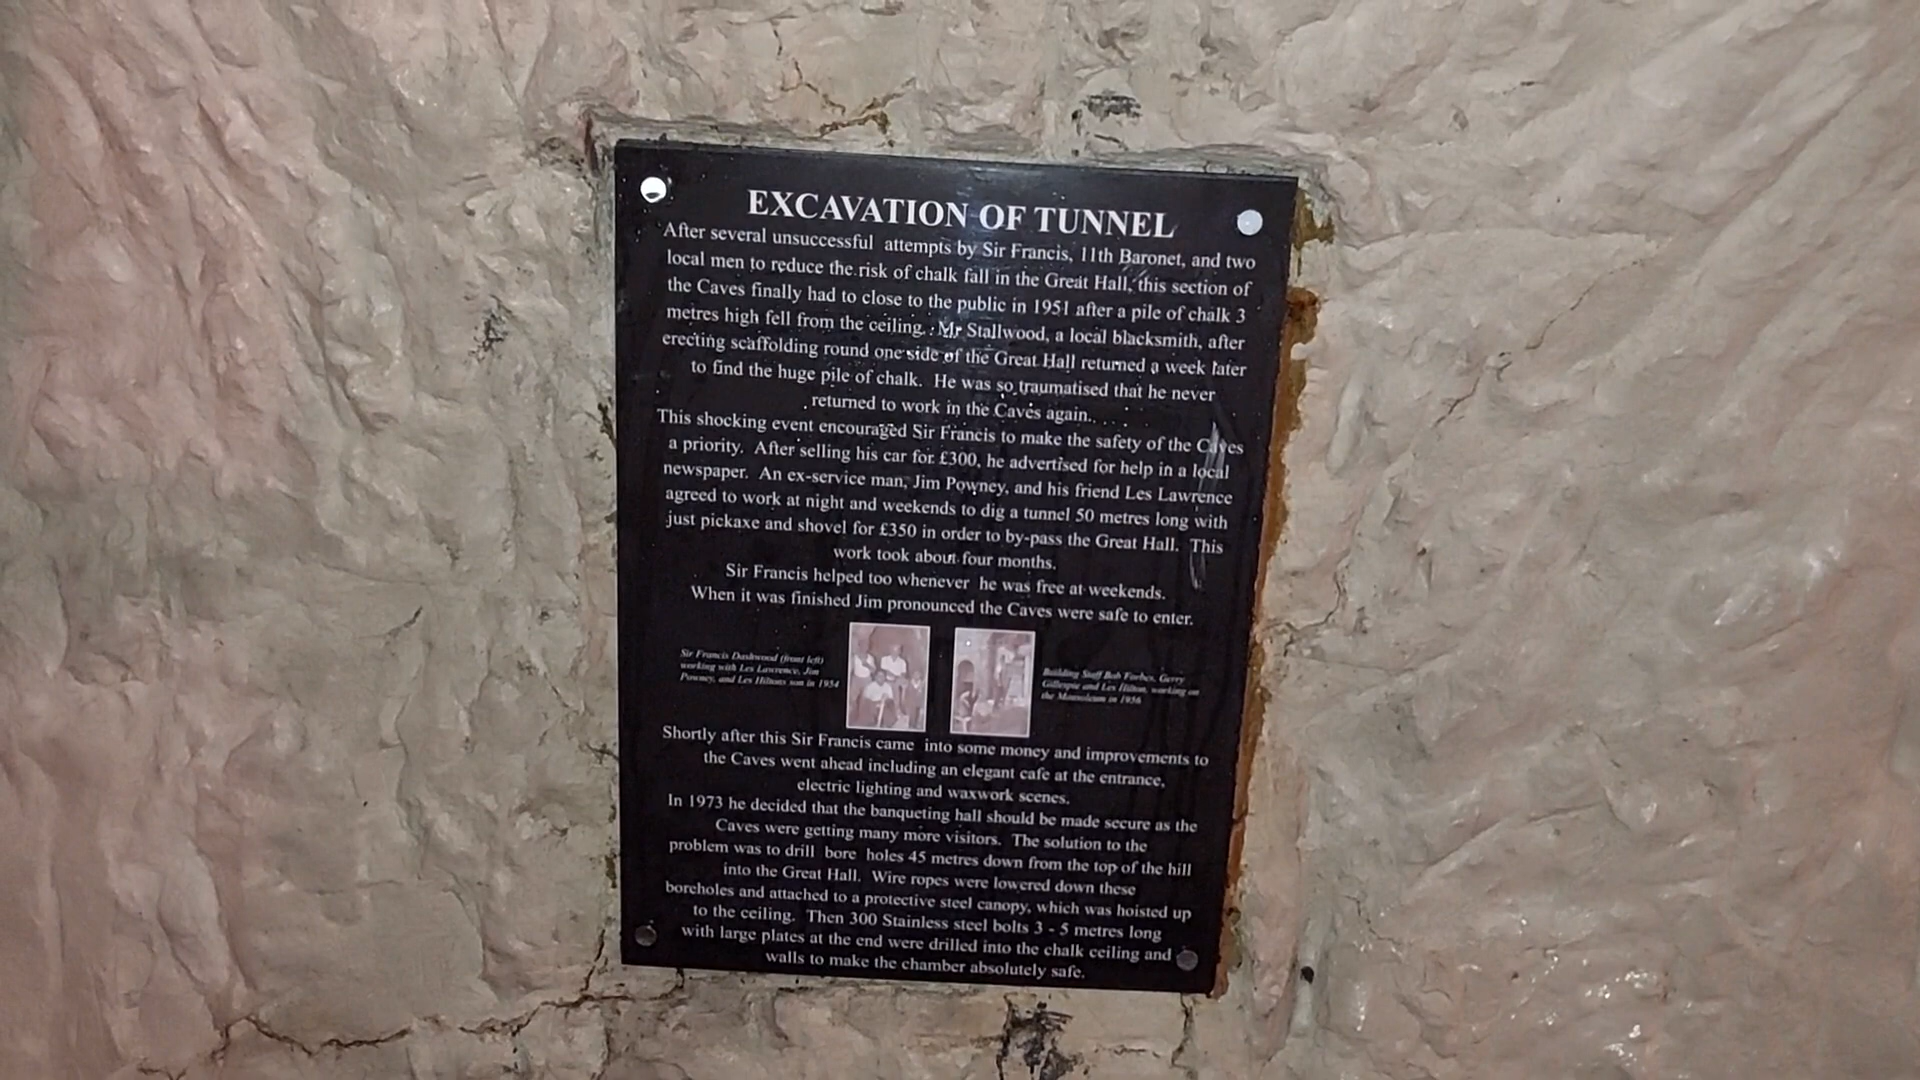 EXCAVATION OF TUNNEL
After several unsuccessful attempts by Sir Francis, 11th Baronet, and two
local men to reduce the risk of chalk fall in the Great Hall, this section of
the Caves finally had to close to the public in 1951 after a pile of chalk 3
metres high fell from the ceiling. Mr Stallwood, a local blacksmith, after
erecting scaffolding round one side of the Great Hall returned a week later
to find the huge pile of chalk. He was so traumatised that he never
returned to work in the Caves again.
This shocking event encouraged Sir Francis to make the safety of the Caves
a priority. After selling his car for £300, he advertised for help in a local
newspaper. An ex-service man, Jim Powney, and his friend Les Lawrence
agreed to work at night and weekends to dig a tunnel 50 metres long with
just pickaxe and shovel for £350 in order to by-pass the Great Hall. This
work took about four months.
Sir Francis helped too whenever he was free at weekends.
When it was finished Jim pronounced the Caves were safe to enter.
Sir Francis Dashwood (front left)
working with Les Lawrence, Jim
Powney, and Les Hiltons son in 1954
Building Staff Bob Forbes, Gerry
Gillespie and Les Hilton, working on
the Mausoleum in 1956
Shortly after this Sir Francis came into some money and improvements to
the Caves went ahead including an elegant cafe at the entrance,
electric lighting and waxwork scenes.
In 1973 he decided that the banqueting hall should be made secure as the
Caves were getting many more visitors. The solution to the
problem was to drill bore holes 45 metres down from the top of the hill
into the Great Hall. Wire ropes were lowered down these
boreholes and attached to a protective steel canopy, which was hoisted up
to the ceiling. Then 300 Stainless steel bolts 3 - 5 metres long
with large plates at the end were drilled into the chalk ceiling and
walls to make the chamber absolutely safe.